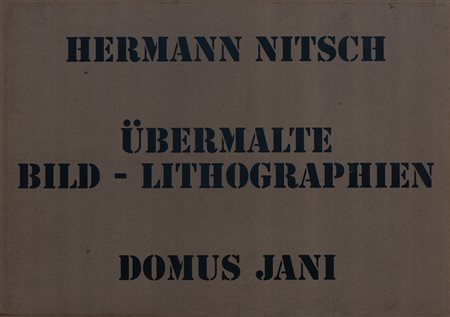 HERMANN NITSCH
ÜBERMALTE
BILD - LITHOGRAPHIEN
DOMUS JANI